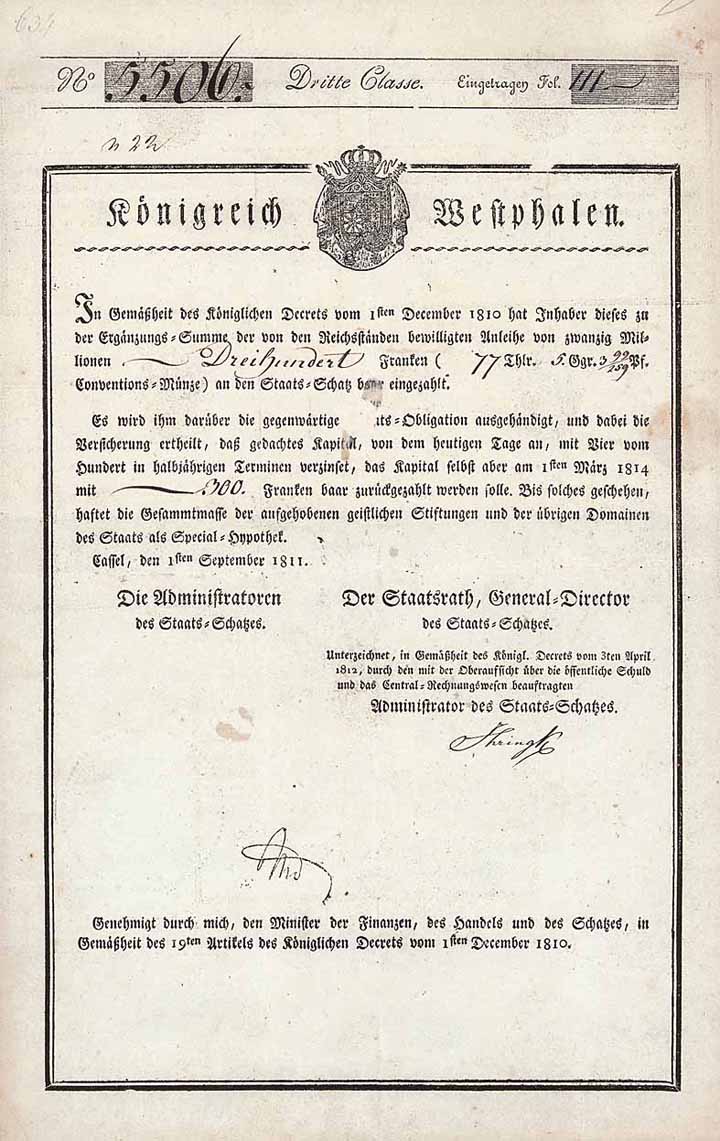 634
No 5506. Dritte Classe. Eingetragen Fol. 111
n 22
Königreich Westphalen.
In Gemäßheit des Königlichen Decrets vom 1sten December 1810 hat Inhaber dieses zu
der Ergänzungs-Summe der von den Reichsständen bewilligten Anleihe von zwanzig Mil-
lionen Dreihundert Franken ( 77 Thlr. 5 Ggr. 3 99/159 Pf.
Conventions-Münze) an den Staats-Schatz baar eingezahlt.
Es wird ihm darüber die gegenwärtige ts-Obligation ausgehändigt, und dabei die
Versicherung ertheilt, daß gedachtes Kapital, von dem heutigen Tage an, mit Vier vom
Hundert in halbjährigen Terminen verzinset, das Kapital selbst aber am 1sten März 1814
mit 300. Franken baar zurückgezahlt werden solle. Bis solches geschehen,
haftet die Gesammtmasse der aufgehobenen geistlichen Stiftungen und der übrigen Domainen
des Staats als Special-Hypothek.
Cassel, den 1sten September 1811.
Die Administratoren
des Staats-Schatzes.
Der Staatsrath, General-Director
des Staats-Schatzes.
Unterzeichnet, in Gemäßheit des Königl. Decrets vom 3ten April
1812, durch den mit der Oberaufsicht über die öffentliche Schuld
und das Central-Rechnungswesen beauftragten
Administrator des Staats-Schatzes.
Genehmigt durch mich, den Minister der Finanzen, des Handels und des Schatzes, in
Gemäßheit des 19ten Artikels des Königlichen Decrets vom 1sten December 1810.